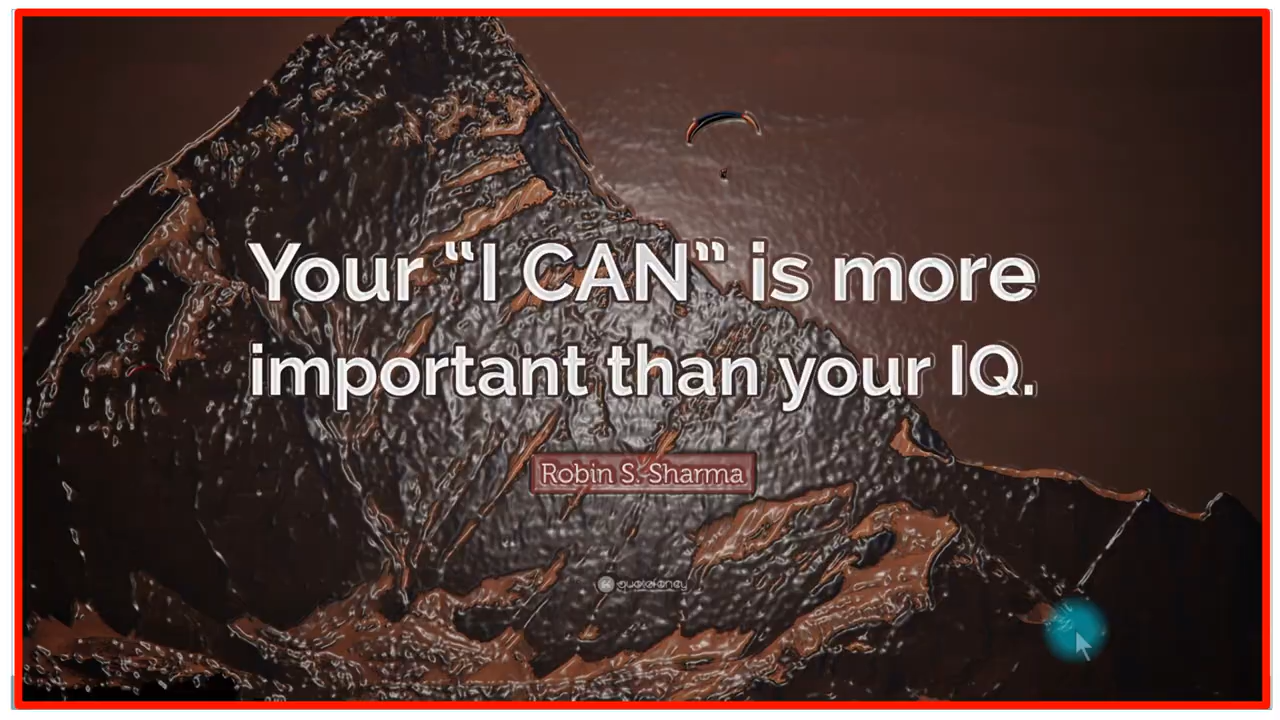 Your “I CAN” is more
important than your IQ.
Robin S. Sharma
quotefancy